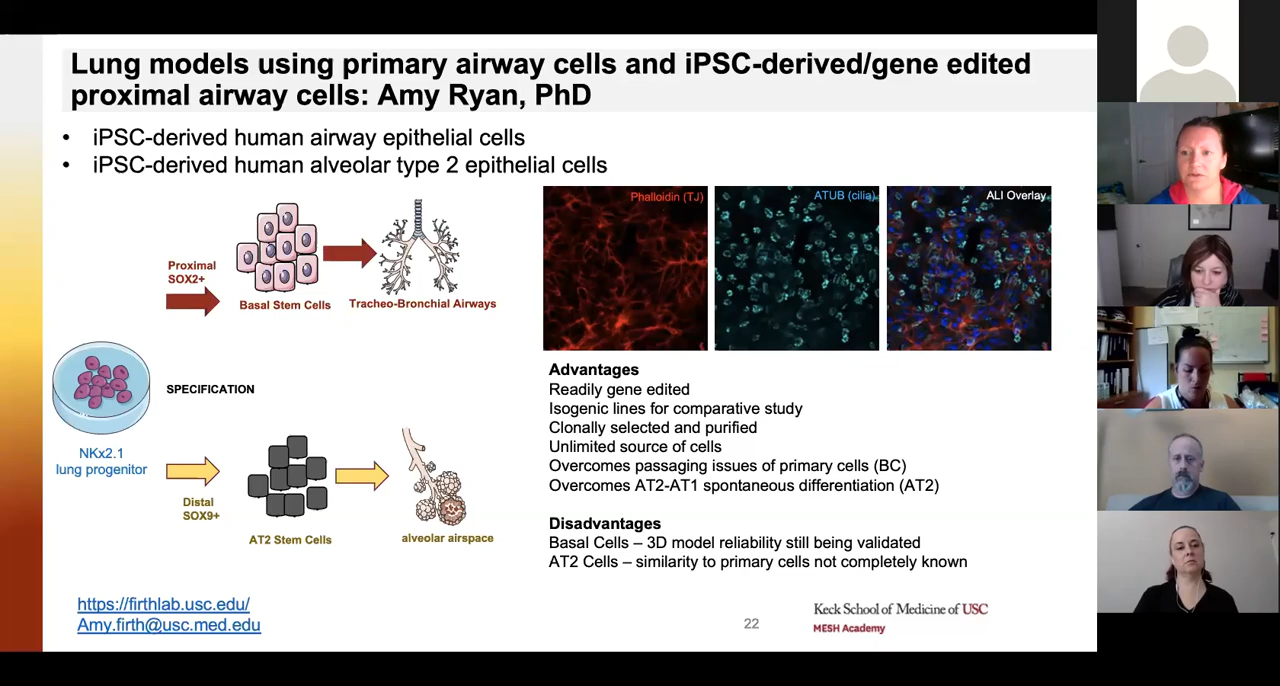 Lung models using primary airway cells and iPSC-derived/gene edited
proximal airway cells: Amy Ryan, PhD
• iPSC-derived human airway epithelial cells
• iPSC-derived human alveolar type 2 epithelial cells
Proximal
SOX2+
Basal Stem Cells
Tracheo-Bronchial Airways
SPECIFICATION
NKx2.1
lung progenitor
Distal
SOX9+
AT2 Stem Cells
alveolar airspace
Phalloidin (TJ)
ATUB (cilia)
ALI Overlay
Advantages
Readily gene edited
Isogenic lines for comparative study
Clonally selected and purified
Unlimited source of cells
Overcomes passaging issues of primary cells (BC)
Overcomes AT2-AT1 spontaneous differentiation (AT2)
Disadvantages
Basal Cells – 3D model reliability still being validated
AT2 Cells – similarity to primary cells not completely known
https://firthlab.usc.edu/
Amy.firth@usc.med.edu
22
Keck School of Medicine of USC
MESH Academy